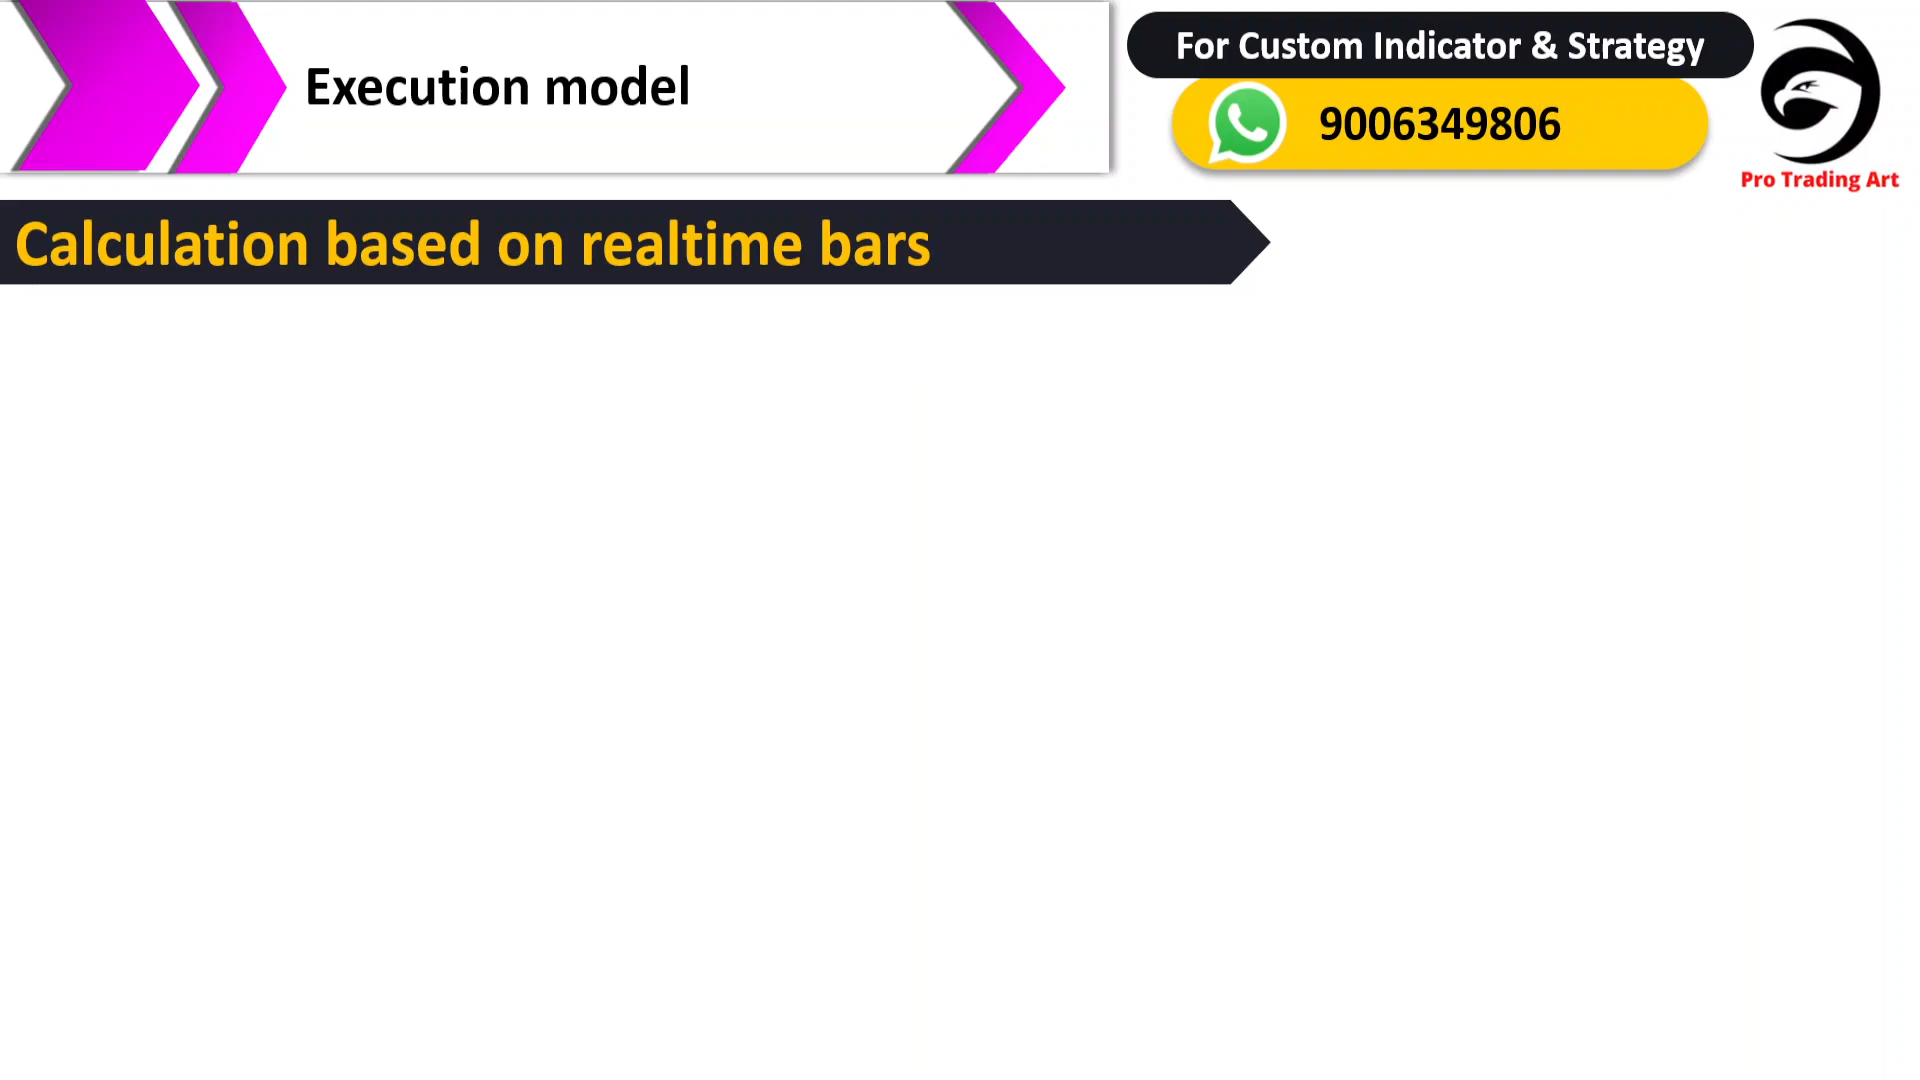 Execution model
For Custom Indicator & Strategy
9006349806
Pro Trading Art
Calculation based on realtime bars